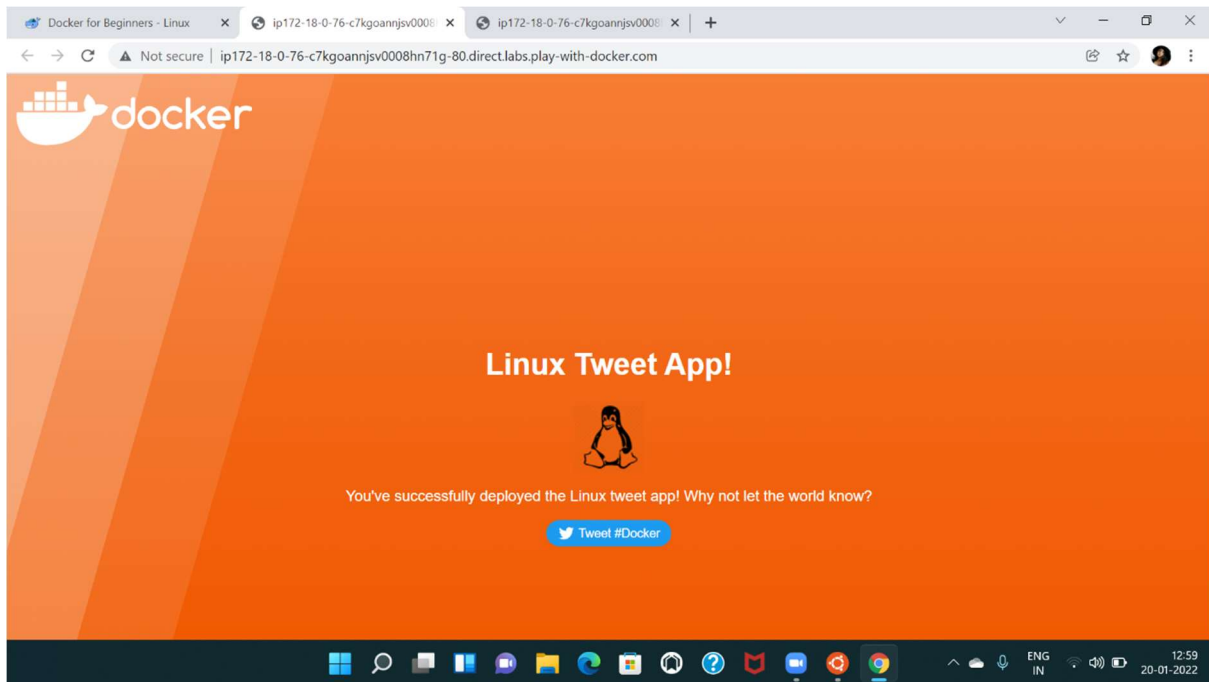 Docker for Beginners - Linux
ip172-18-0-76-c7kgoannjsv0008
ip172-18-0-76-c7kgoannjsv0008
Not secure | ip172-18-0-76-c7kgoannjsv0008hn71g-80.direct.labs.play-with-docker.com
docker
Linux Tweet App!
You've successfully deployed the Linux tweet app! Why not let the world know?
Tweet #Docker
ENG
IN
12:59
20-01-2022